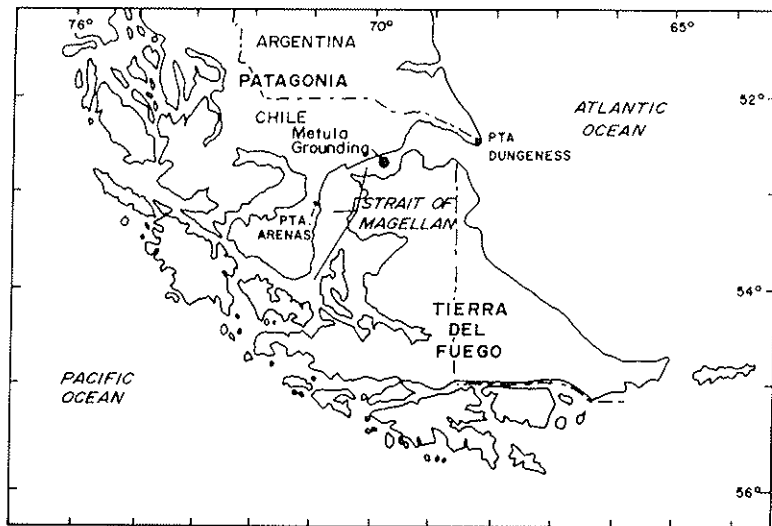 76°
70°
65°
ARGENTINA
PATAGONIA
52°
ATLANTIC
OCEAN
CHILE
Metula
Grounding
PTA
DUNGENESS
STRAIT OF
MAGELLAN
PTA.
ARENAS
54°
TIERRA
DEL
FUEGO
PACIFIC
OCEAN
56°